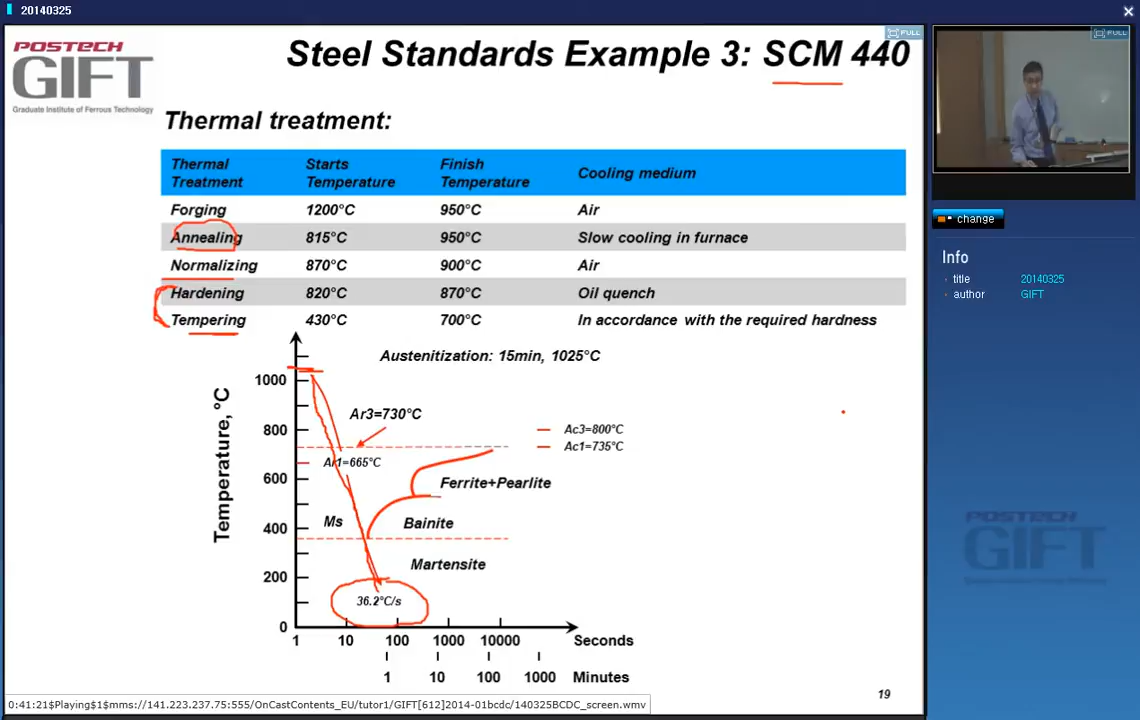 20140325
POSTECH
GIFT
Graduate Institute of Ferrous Technology
FULL
Steel Standards Example 3: SCM 440
Thermal treatment:
Thermal Treatment Starts Temperature Finish Temperature Cooling medium
Forging 1200°C 950°C Air
Annealing 815°C 950°C Slow cooling in furnace
Normalizing 870°C 900°C Air
Hardening 820°C 870°C Oil quench
Tempering 430°C 700°C In accordance with the required hardness
Austenitization: 15min, 1025°C
Temperature, °C
1000
800
600
400
200
0
Ar3=730°C
Ar1=665°C
Ac3=800°C
Ac1=735°C
Ferrite+Pearlite
Ms
Bainite
Martensite
36.2°C/s
1 10 100 1000 10000 Seconds
1 10 100 1000 Minutes
19
0:41:21$Playing$1$mms://141.223.237.75:555/OnCastContents_EU/tutor1/GIFT[612]2014-01bcdc/140325BCDC_screen.wmv
FULL
change
Info
title 20140325
author GIFT
POSTECH
GIFT